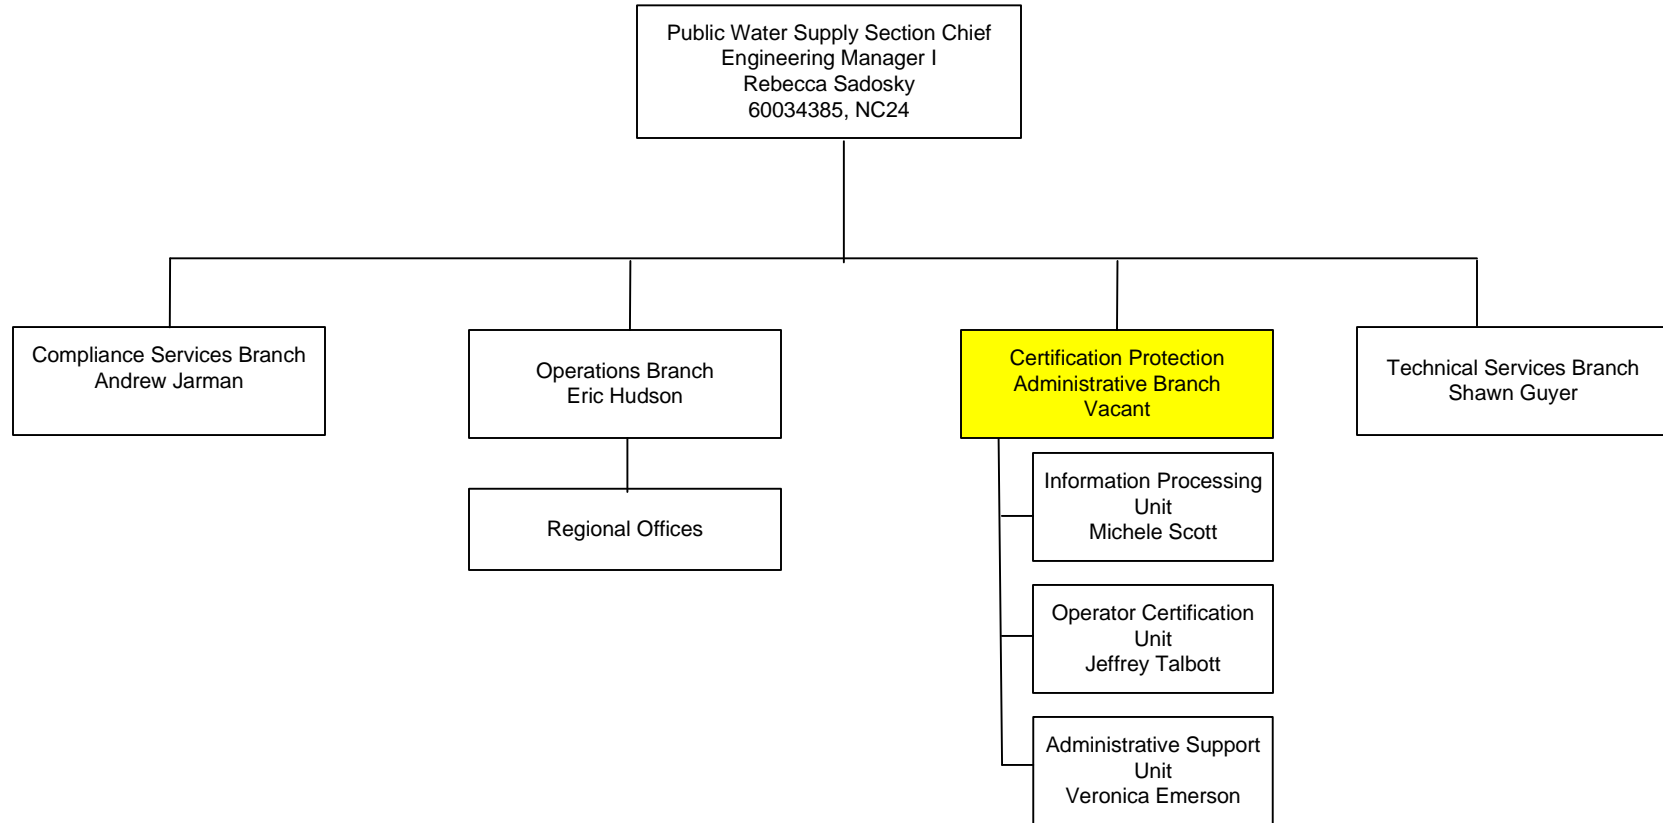 Public Water Supply Section Chief
Engineering Manager I
Rebecca Sadosky
60034385, NC24
Compliance Services Branch
Andrew Jarman
Operations Branch
Eric Hudson
Regional Offices
Certification Protection
Administrative Branch
Vacant
Information Processing
Unit
Michele Scott
Operator Certification
Unit
Jeffrey Talbott
Administrative Support
Unit
Veronica Emerson
Technical Services Branch
Shawn Guyer